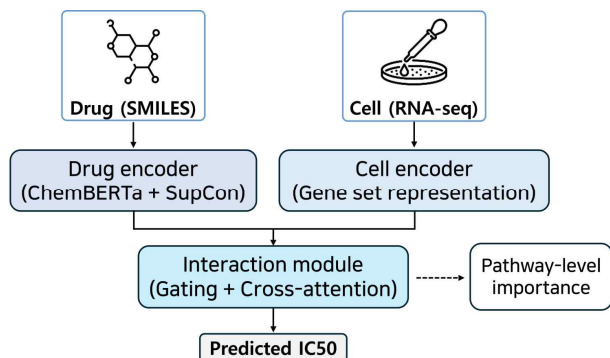 Drug (SMILES)
Cell (RNA-seq)
Drug encoder
(ChemBERTa + SupCon)
Cell encoder
(Gene set representation)
Interaction module
(Gating + Cross-attention)
Pathway-level
importance
Predicted IC50